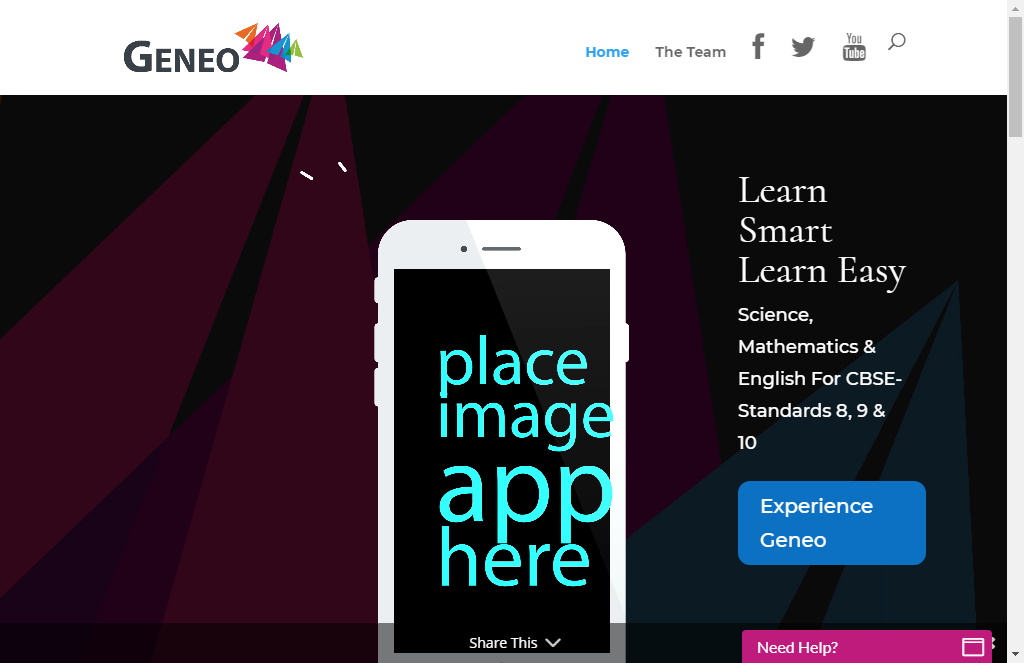 GENEO
Home
The Team
You
Tube
Learn
Smart
Learn Easy
Science,
Mathematics &
English For CBSE-
Standards 8, 9 &
10
Experience
Geneo
place
image
app
here
Share This
Need Help?